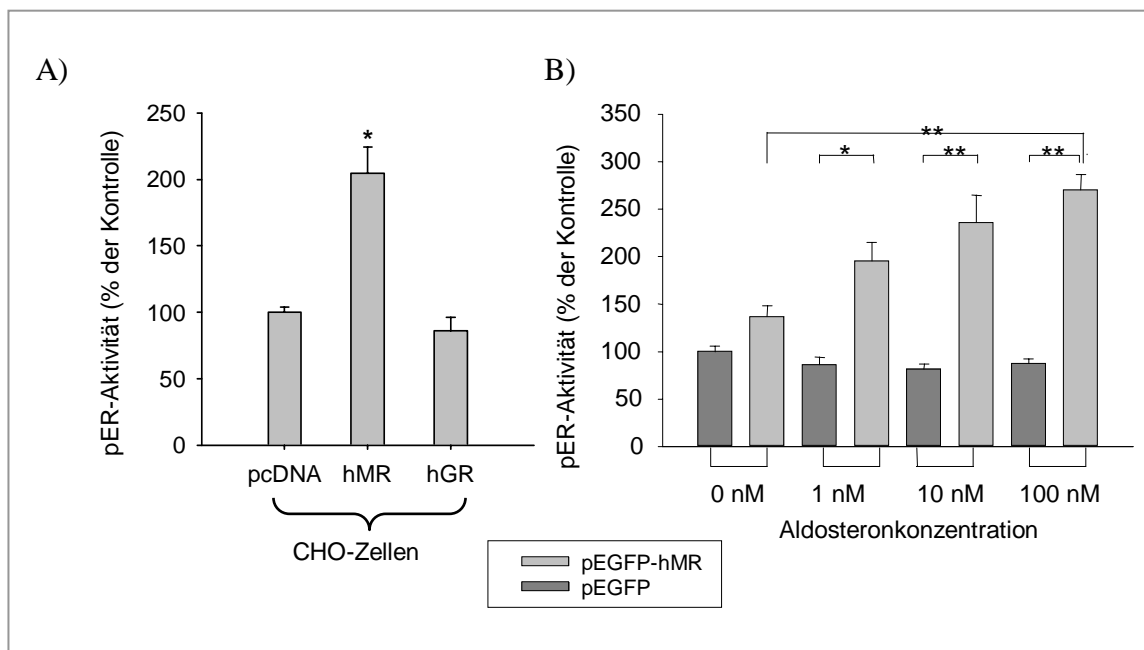 A)
pER-Aktivität (% der Kontrolle)
250
200
150
100
50
0
*
pcDNA hMR hGR
CHO-Zellen
B)
pER-Aktivität (% der Kontrolle)
350
300
250
200
150
100
50
0
**
* ** **
0 nM 1 nM 10 nM 100 nM
Aldosteronkonzentration
pEGFP-hMR
pEGFP